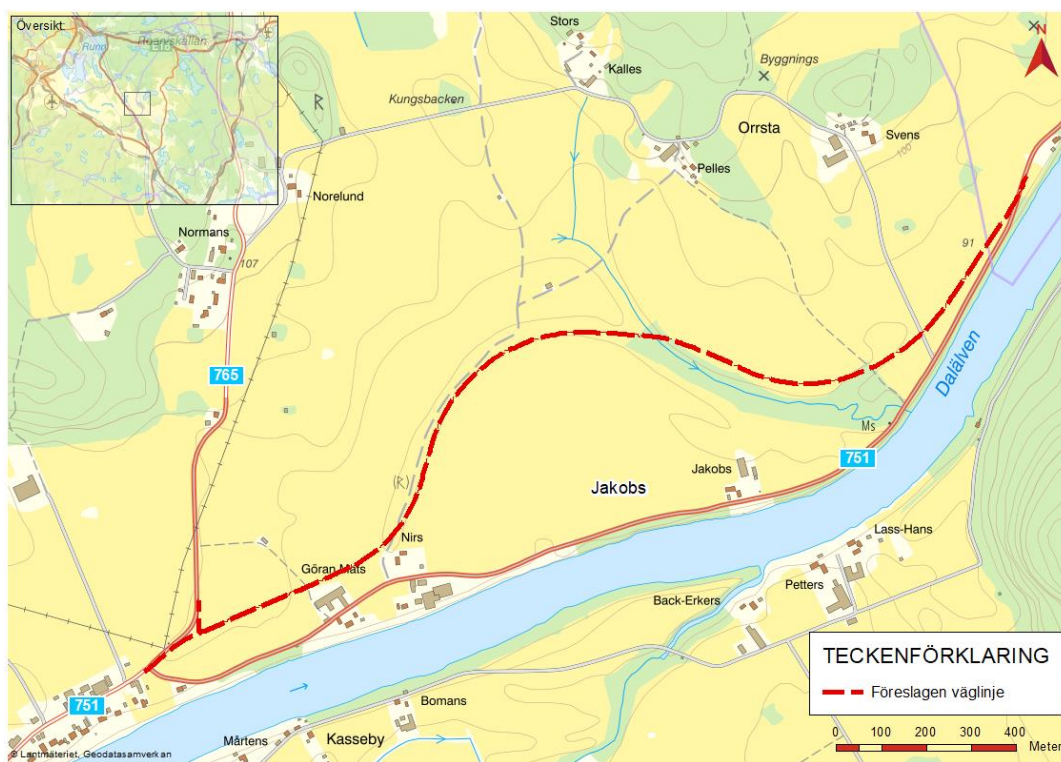 Översikt:
Runn
Stors
Kalles
Byggnings
N
Kungsbacken
R
Orrsta
Svens
100
Pelles
Norelund
Normans
107
91
Dalälven
765
Ms
751
Jakobs
Jakobs
(R)
Nirs
Göran Mats
Lass-Hans
Petters
Back-Erkers
TECKENFÖRKLARING
Föreslagen väglinje
751
Bomans
Mårtens
Kasseby
0 50 100 200 300 400
Meter
© Lantmäteriet, Geodatasamverkan